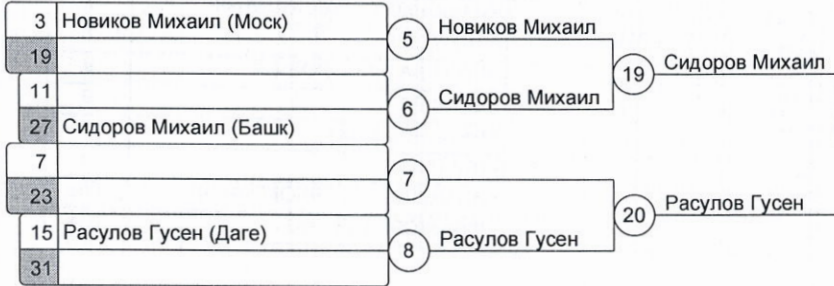 3 Новиков Михаил (Моск)
5 Новиков Михаил
19
19 Сидоров Михаил
11
6 Сидоров Михаил
27 Сидоров Михаил (Башк)
7
7
23
20 Расулов Гусен
15 Расулов Гусен (Даге)
8 Расулов Гусен
31